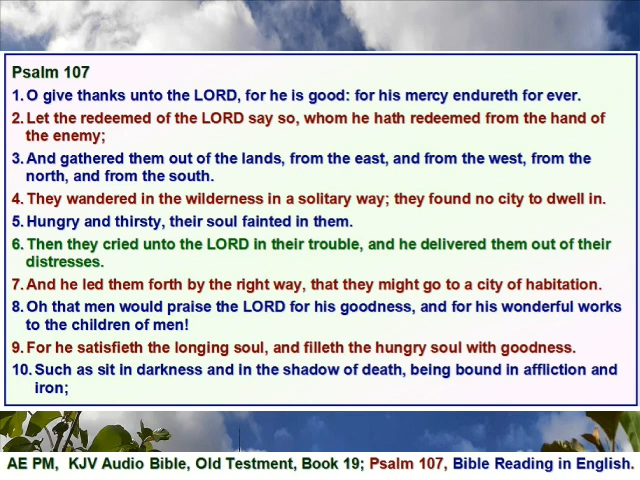 Psalm 107
1. O give thanks unto the LORD, for he is good: for his mercy endureth for ever.
2. Let the redeemed of the LORD say so, whom he hath redeemed from the hand of
the enemy;
3. And gathered them out of the lands, from the east, and from the west, from the
north, and from the south.
4. They wandered in the wilderness in a solitary way; they found no city to dwell in.
5. Hungry and thirsty, their soul fainted in them.
6. Then they cried unto the LORD in their trouble, and he delivered them out of their
distresses.
7. And he led them forth by the right way, that they might go to a city of habitation.
8. Oh that men would praise the LORD for his goodness, and for his wonderful works
to the children of men!
9. For he satisfieth the longing soul, and filleth the hungry soul with goodness.
10. Such as sit in darkness and in the shadow of death, being bound in affliction and
iron;
AE PM, KJV Audio Bible, Old Testment, Book 19; Psalm 107, Bible Reading in English.